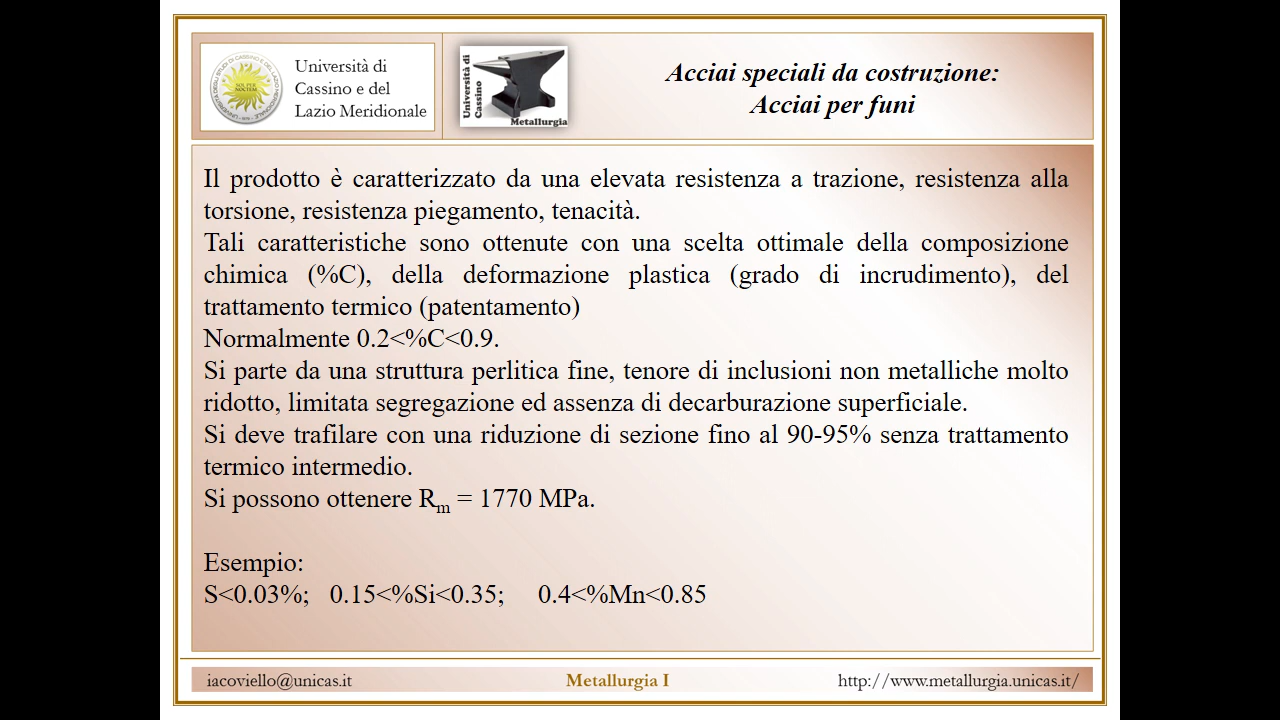 Università di
Cassino e del
Lazio Meridionale
Università di
Cassino
Metallurgia
Acciai speciali da costruzione:
Acciai per funi
Il prodotto è caratterizzato da una elevata resistenza a trazione, resistenza alla
torsione, resistenza piegamento, tenacità.
Tali caratteristiche sono ottenute con una scelta ottimale della composizione
chimica (%C), della deformazione plastica (grado di incrudimento), del
trattamento termico (patentamento)
Normalmente 0.2<%C<0.9.
Si parte da una struttura perlitica fine, tenore di inclusioni non metalliche molto
ridotto, limitata segregazione ed assenza di decarburazione superficiale.
Si deve trafilare con una riduzione di sezione fino al 90-95% senza trattamento
termico intermedio.
Si possono ottenere Rm = 1770 MPa.
Esempio:
S<0.03%; 0.15<%Si<0.35; 0.4<%Mn<0.85
iacoviello@unicas.it
Metallurgia I
http://www.metallurgia.unicas.it/